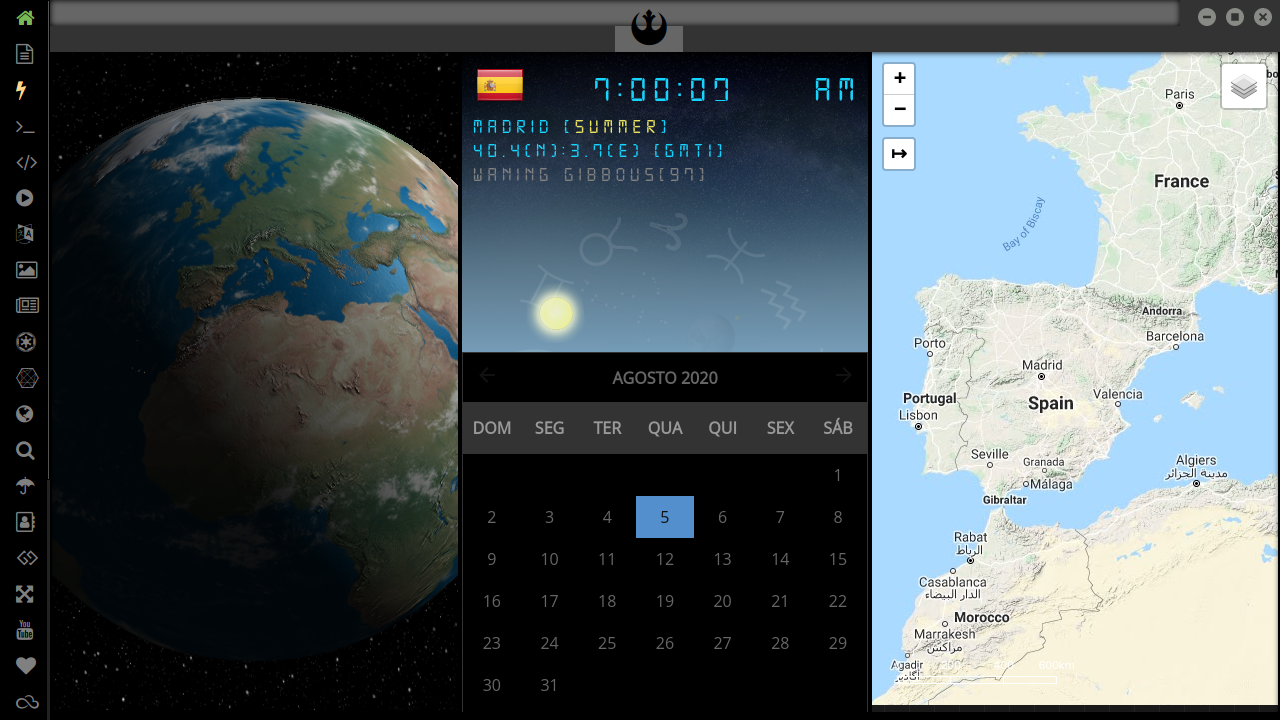 7:00:07 AM
MADRID [SUMMER]
40.4(N):3.7(E) [GMT1]
WANING GIBBOUS[97]
AGOSTO 2020
DOM SEG TER QUA QUI SEX SÁB
1
2 3 4 5 6 7 8
9 10 11 12 13 14 15
16 17 18 19 20 21 22
23 24 25 26 27 28 29
30 31
+
−
Paris
France
Bay of Biscay
Andorra
Barcelona
Porto
Madrid
Portugal
Lisbon
Spain
Valencia
Seville
Granada
Málaga
Gibraltar
Algiers
مدينة الجزائر
Rabat
الرباط
Casablanca
الدار البيضاء
Morocco
Marrakesh
مراكش
Agadir
600km
You
Tube